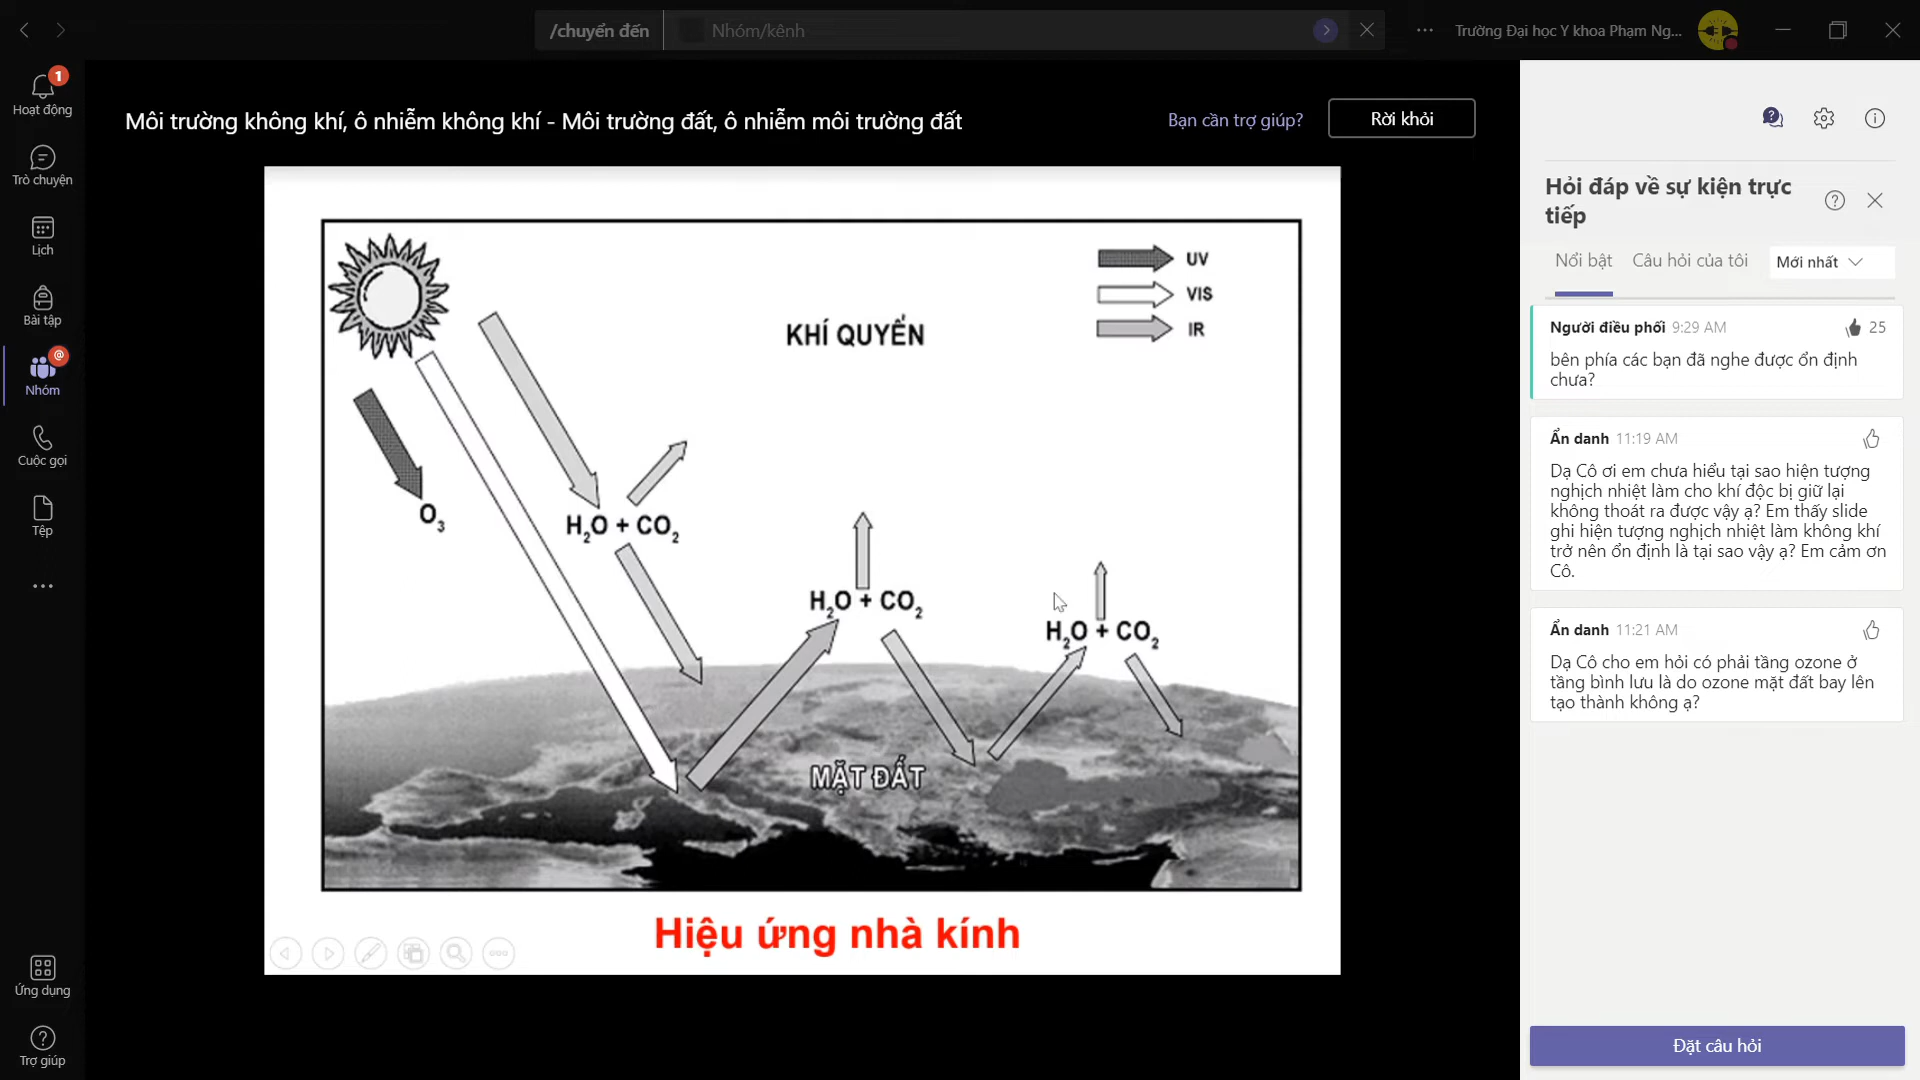 /chuyển đến
Nhóm/kênh
Trường Đại học Y khoa Phạm Ng...
1
Hoạt động
Trò chuyện
Lịch
Bài tập
@
Nhóm
Cuộc gọi
Tệp
Ứng dụng
Trợ giúp
Môi trường không khí, ô nhiễm không khí - Môi trường đất, ô nhiễm môi trường đất
Bạn cần trợ giúp?
Rời khỏi
UV
VIS
IR
KHÍ QUYỂN
O3
H2O + CO2
H2O + CO2
H2O + CO2
MẶT ĐẤT
Hiệu ứng nhà kính
Hỏi đáp về sự kiện trực
tiếp
Nổi bật
Câu hỏi của tôi
Mới nhất
Người điều phối 9:29 AM
25
bên phía các bạn đã nghe được ổn định
chưa?
Ẩn danh 11:19 AM
Dạ Cô ơi em chưa hiểu tại sao hiện tượng
nghịch nhiệt làm cho khí độc bị giữ lại
không thoát ra được vậy ạ? Em thấy slide
ghi hiện tượng nghịch nhiệt làm không khí
trở nên ổn định là tại sao vậy ạ? Em cảm ơn
Cô.
Ẩn danh 11:21 AM
Dạ Cô cho em hỏi có phải tầng ozone ở
tầng bình lưu là do ozone mặt đất bay lên
tạo thành không ạ?
Đặt câu hỏi